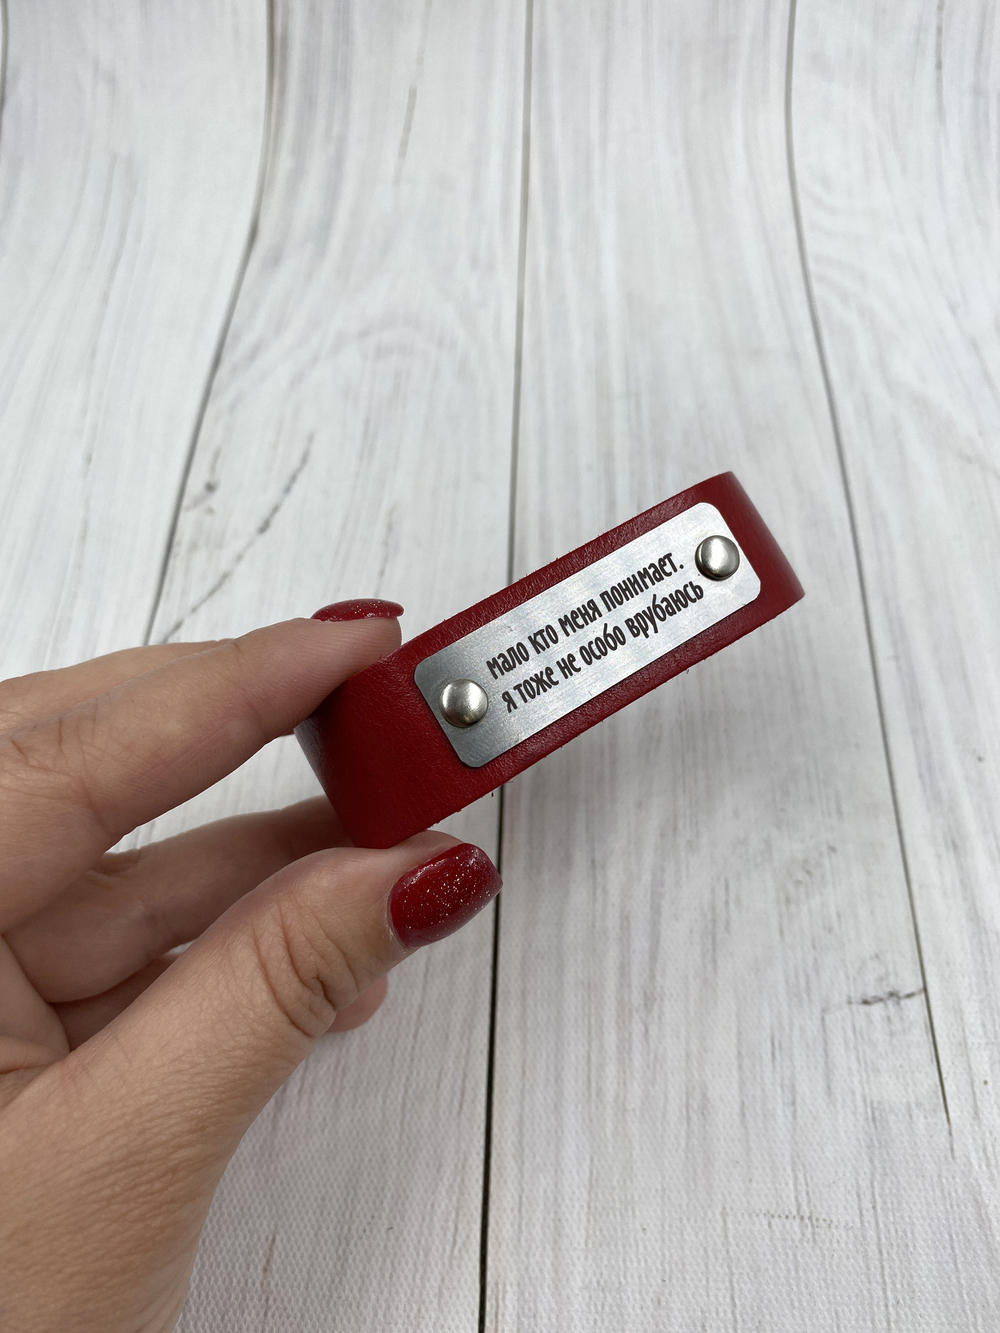 мало кто меня понимает.
я тоже не особо врубаюсь